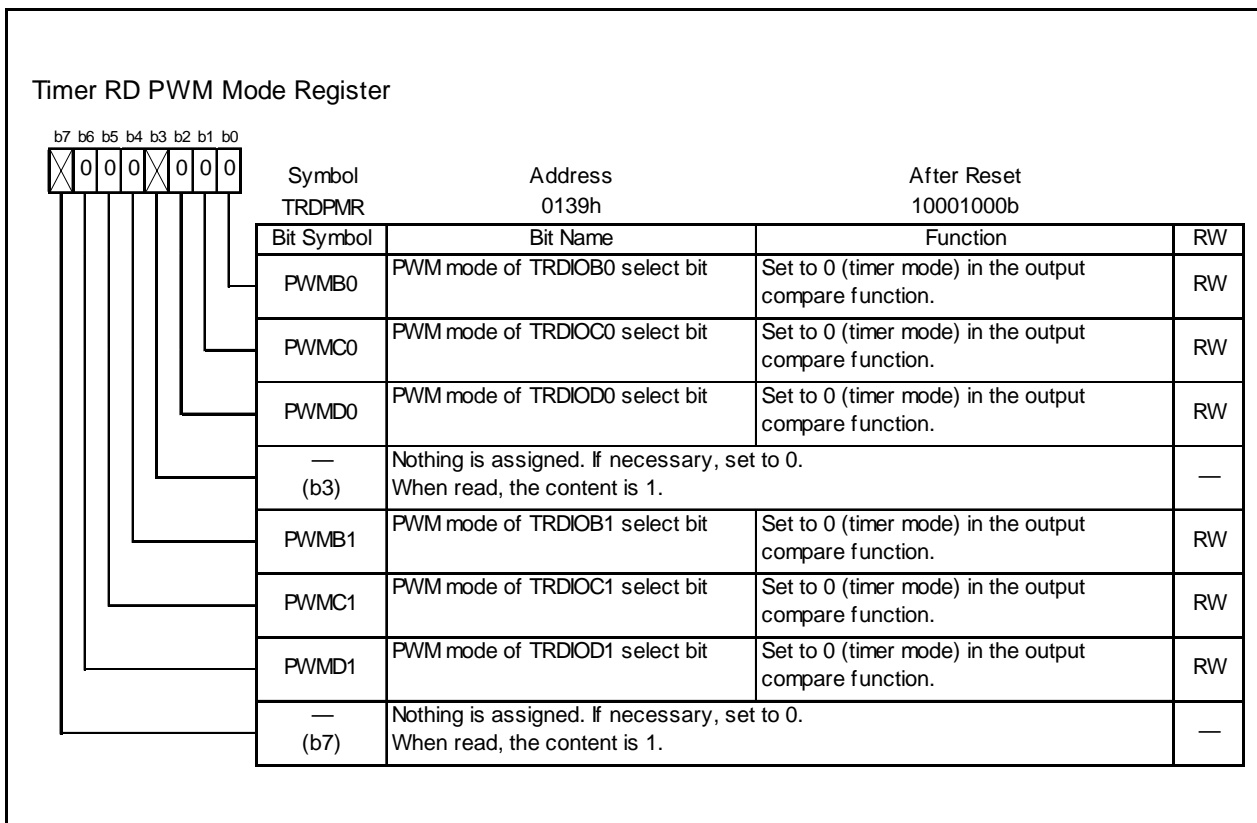 Timer RD PWM Mode Register
b7 b6 b5 b4 b3 b2 b1 b0
0 0 0 0 0 0
Symbol Address After Reset
TRDPMR 0139h 10001000b
Bit Symbol Bit Name Function RW
PWMB0 PWM mode of TRDIOB0 select bit Set to 0 (timer mode) in the output
compare function. RW
PWMC0 PWM mode of TRDIOC0 select bit Set to 0 (timer mode) in the output
compare function. RW
PWMD0 PWM mode of TRDIOD0 select bit Set to 0 (timer mode) in the output
compare function. RW
— Nothing is assigned. If necessary, set to 0.
(b3) When read, the content is 1. —
PWMB1 PWM mode of TRDIOB1 select bit Set to 0 (timer mode) in the output
compare function. RW
PWMC1 PWM mode of TRDIOC1 select bit Set to 0 (timer mode) in the output
compare function. RW
PWMD1 PWM mode of TRDIOD1 select bit Set to 0 (timer mode) in the output
compare function. RW
— Nothing is assigned. If necessary, set to 0.
(b7) When read, the content is 1. —